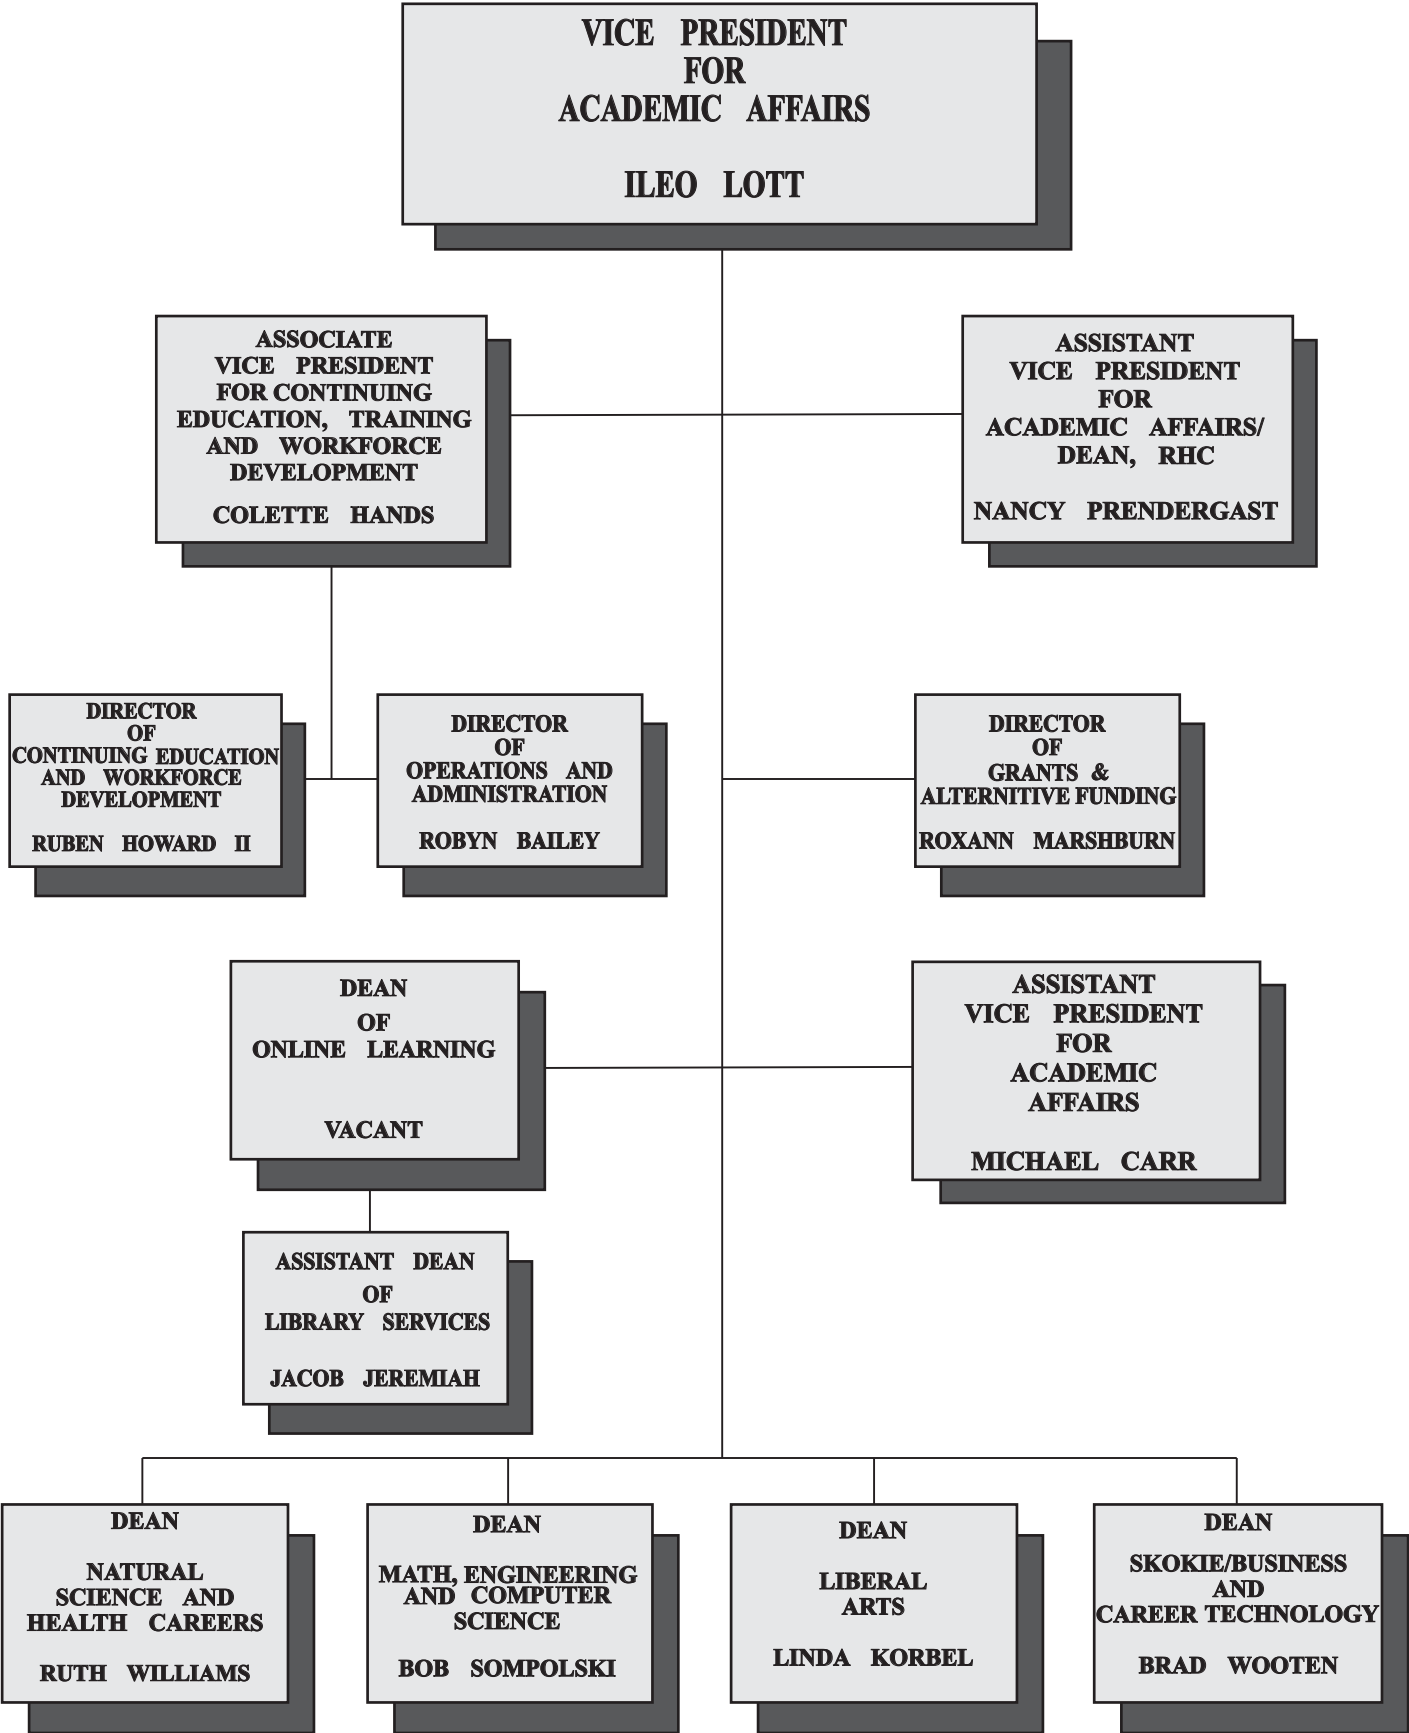 VICE PRESIDENT
FOR
ACADEMIC AFFAIRS
ILEO LOTT
ASSOCIATE
VICE PRESIDENT
FOR CONTINUING
EDUCATION, TRAINING
AND WORKFORCE
DEVELOPMENT
COLETTE HANDS
ASSISTANT
VICE PRESIDENT
FOR
ACADEMIC AFFAIRS/
DEAN, RHC
NANCY PRENDERGAST
DIRECTOR
OF
CONTINUING EDUCATION
AND WORKFORCE
DEVELOPMENT
RUBEN HOWARD II
DIRECTOR
OF
OPERATIONS AND
ADMINISTRATION
ROBYN BAILEY
DIRECTOR
OF
GRANTS &
ALTERNITIVE FUNDING
ROXANN MARSHBURN
DEAN
OF
ONLINE LEARNING
VACANT
ASSISTANT
VICE PRESIDENT
FOR
ACADEMIC
AFFAIRS
MICHAEL CARR
ASSISTANT DEAN
OF
LIBRARY SERVICES
JACOB JEREMIAH
DEAN
NATURAL
SCIENCE AND
HEALTH CAREERS
RUTH WILLIAMS
DEAN
MATH, ENGINEERING
AND COMPUTER
SCIENCE
BOB SOMPOLSKI
DEAN
LIBERAL
ARTS
LINDA KORBEL
DEAN
SKOKIE/BUSINESS
AND
CAREER TECHNOLOGY
BRAD WOOTEN